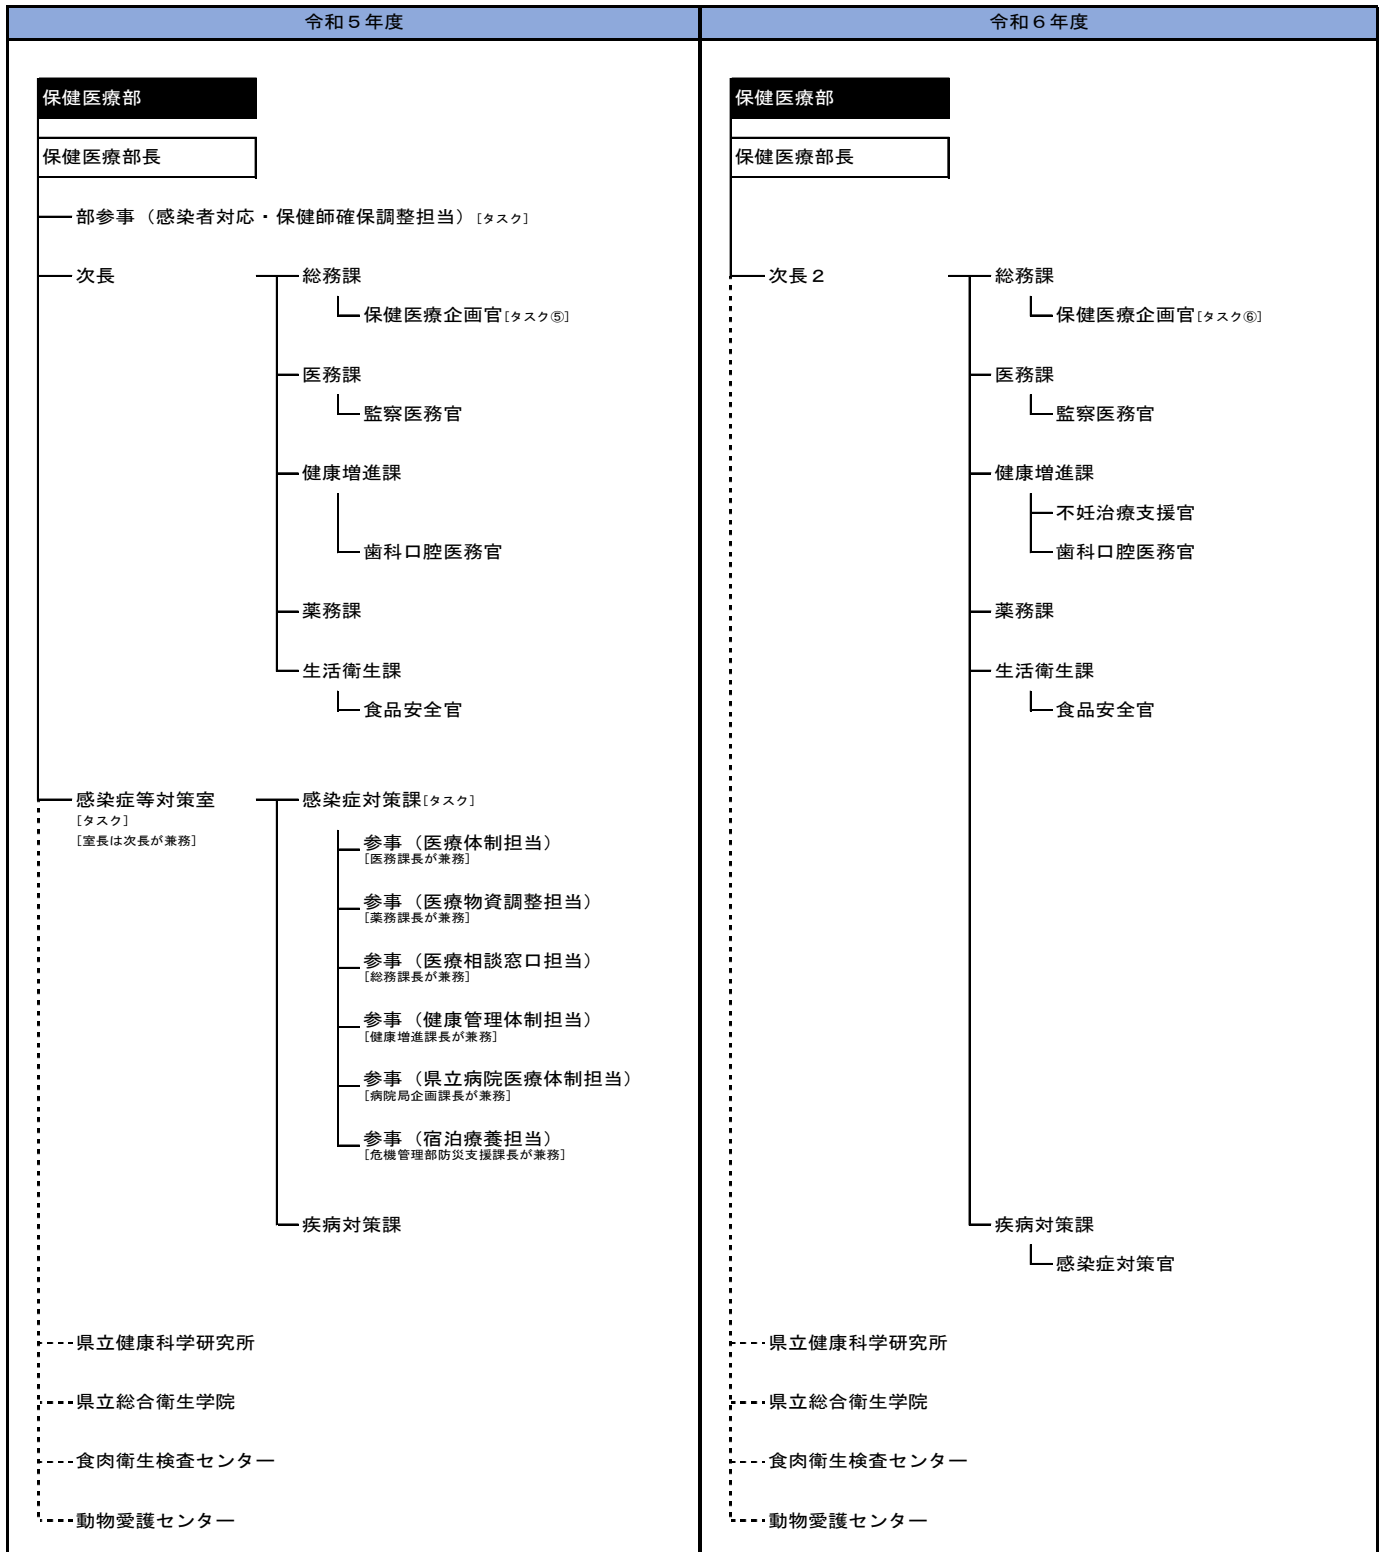 令和５年度
保健医療部
保健医療部長
部参事（感染者対応・保健師確保調整担当）[タスク]
次長
総務課
保健医療企画官[タスク⑤]
医務課
監察医務官
健康増進課
歯科口腔医務官
薬務課
生活衛生課
食品安全官
感染症等対策室
[タスク]
[室長は次長が兼務]
感染症対策課[タスク]
参事（医療体制担当）
[医務課長が兼務]
参事（医療物資調整担当）
[薬務課長が兼務]
参事（医療相談窓口担当）
[総務課長が兼務]
参事（健康管理体制担当）
[健康増進課長が兼務]
参事（県立病院医療体制担当）
[病院局企画課長が兼務]
参事（宿泊療養担当）
[危機管理部防災支援課長が兼務]
疾病対策課
県立健康科学研究所
県立総合衛生学院
食肉衛生検査センター
動物愛護センター
令和６年度
保健医療部
保健医療部長
次長２
総務課
保健医療企画官[タスク⑥]
医務課
監察医務官
健康増進課
不妊治療支援官
歯科口腔医務官
薬務課
生活衛生課
食品安全官
疾病対策課
感染症対策官
県立健康科学研究所
県立総合衛生学院
食肉衛生検査センター
動物愛護センター